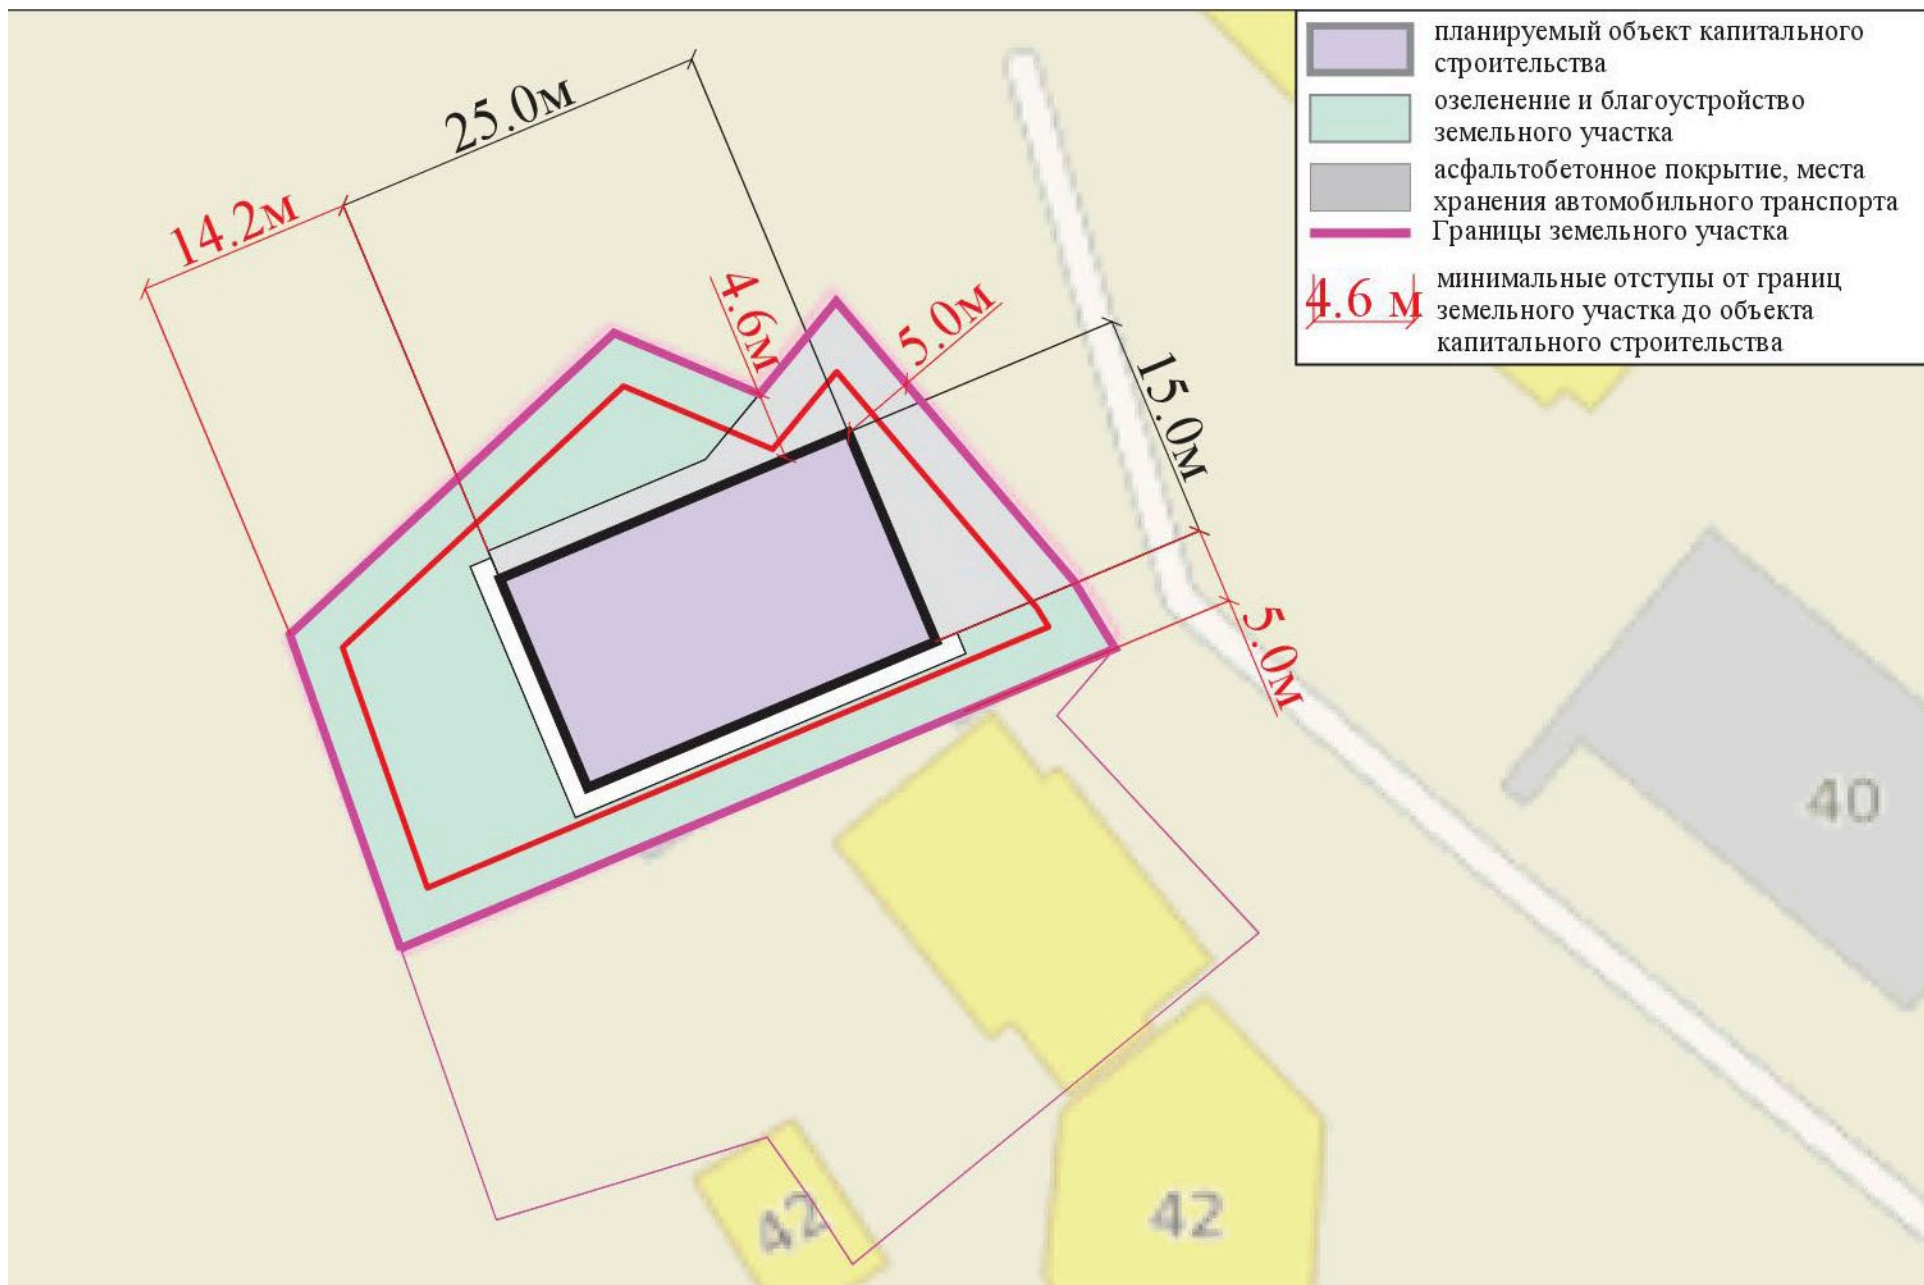 планируемый объект капитального
строительства
озеленение и благоустройство
земельного участка
асфальтобетонное покрытие, места
хранения автомобильного транспорта
Границы земельного участка
4.6 м
минимальные отступы от границ
земельного участка до объекта
капитального строительства
25.0м
14.2м
4.6м
5.0м
15.0м
5.0м
40
42
42